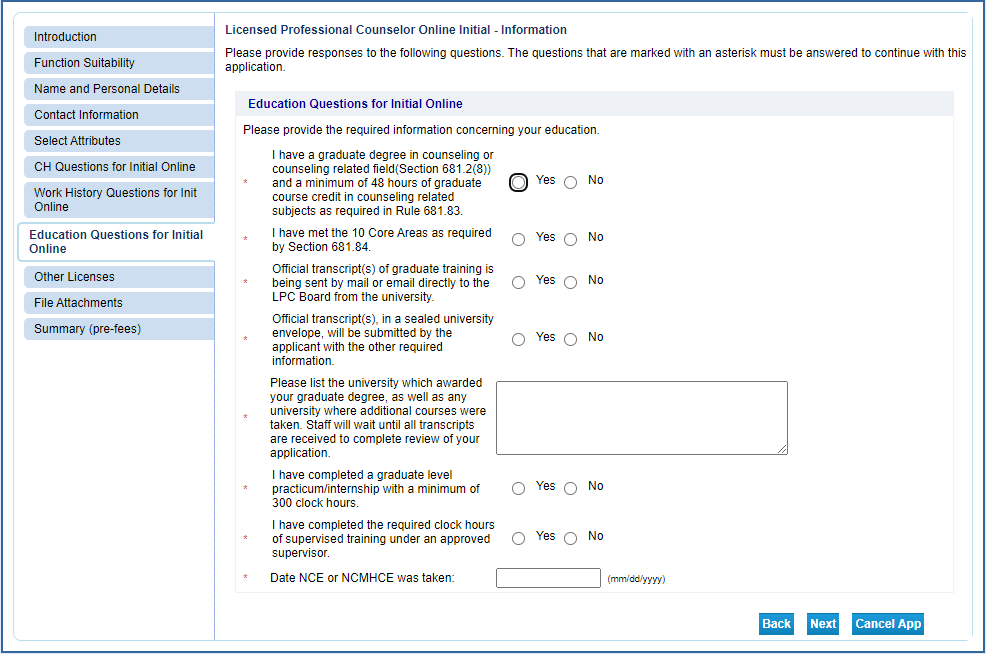 Introduction
Function Suitability
Name and Personal Details
Contact Information
Select Attributes
CH Questions for Initial Online
Work History Questions for Init
Online
Education Questions for Initial
Online
Other Licenses
File Attachments
Summary (pre-fees)
Licensed Professional Counselor Online Initial - Information
Please provide responses to the following questions. The questions that are marked with an asterisk must be answered to continue with this
application.
Education Questions for Initial Online
Please provide the required information concerning your education.
I have a graduate degree in counseling or
counseling related field(Section 681.2(8))
* and a minimum of 48 hours of graduate Yes No
course credit in counseling related
subjects as required in Rule 681.83.
* I have met the 10 Core Areas as required Yes No
by Section 681.84.
Official transcript(s) of graduate training is
* being sent by mail or email directly to the Yes No
LPC Board from the university.
Official transcript(s), in a sealed university
* envelope, will be submitted by the Yes No
applicant with the other required
information.
Please list the university which awarded
your graduate degree, as well as any
* university where additional courses were
taken. Staff will wait until all transcripts
are received to complete review of your
application.
I have completed a graduate level
* practicum/internship with a minimum of Yes No
300 clock hours.
I have completed the required clock hours
* of supervised training under an approved Yes No
supervisor.
* Date NCE or NCMHCE was taken: (mm/dd/yyyy)
Back Next Cancel App